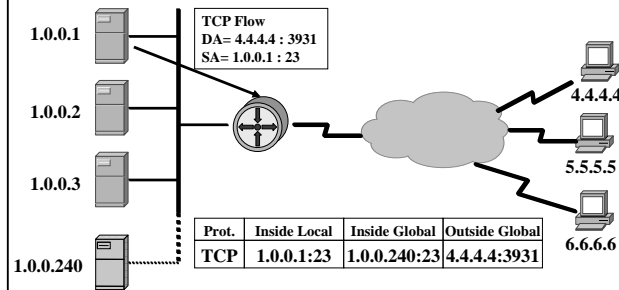 1.0.0.1
TCP Flow
DA= 4.4.4.4 : 3931
SA= 1.0.0.1 : 23
1.0.0.2
1.0.0.3
1.0.0.240
4.4.4.4
5.5.5.5
6.6.6.6
Prot. Inside Local Inside Global Outside Global
TCP 1.0.0.1:23 1.0.0.240:23 4.4.4.4:3931